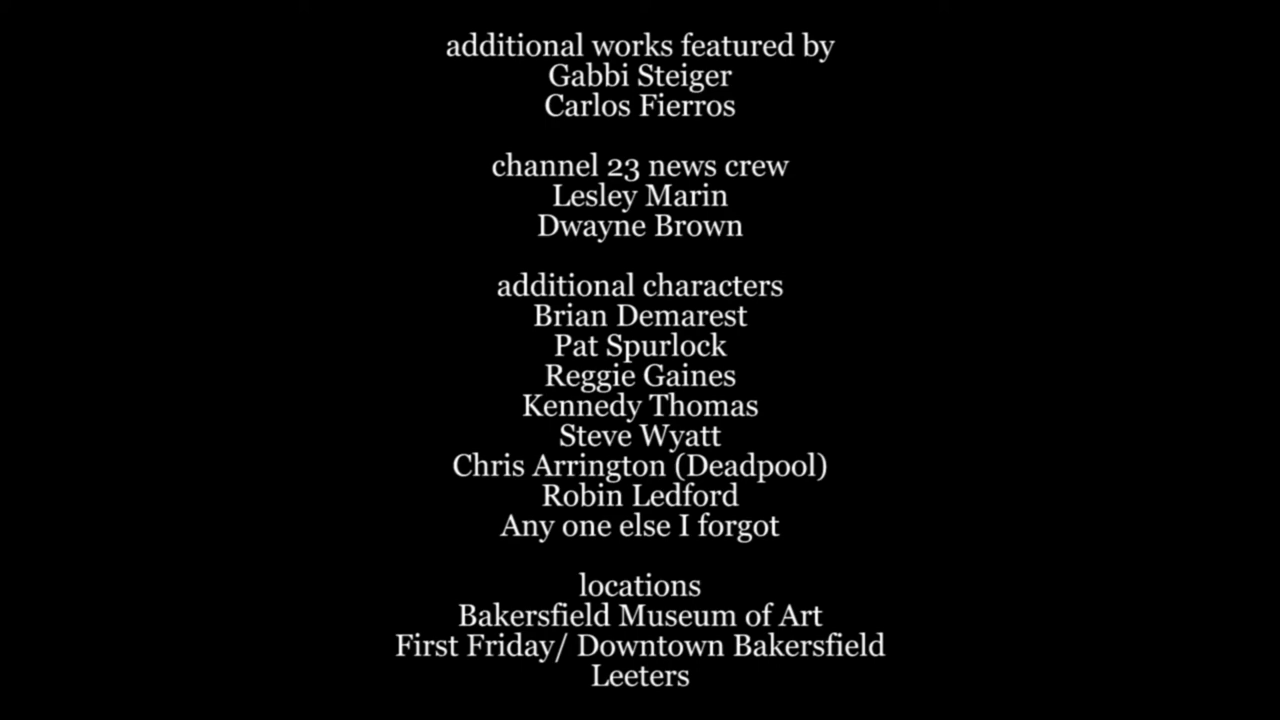 additional works featured by
Gabbi Steiger
Carlos Fierros
channel 23 news crew
Lesley Marin
Dwayne Brown
additional characters
Brian Demarest
Pat Spurlock
Reggie Gaines
Kennedy Thomas
Steve Wyatt
Chris Arrington (Deadpool)
Robin Ledford
Any one else I forgot
locations
Bakersfield Museum of Art
First Friday/ Downtown Bakersfield
Leeters